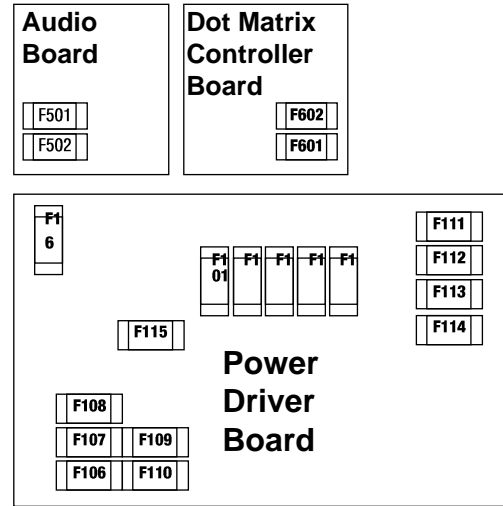 Audio
Board
F501
F502
Dot Matrix
Controller
Board
F602
F601
F1
6
F1
01
F1
F1
F1
F1
F111
F112
F113
F114
F115
Power
Driver
Board
F108
F107
F109
F106
F110